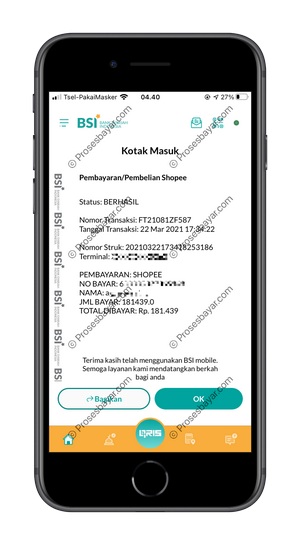 Tsel-PakaiMasker
04.40
27%
BSI
Kotak Masuk
Pembayaran/Pembelian Shopee
Status: BERHASIL
Nomor Transaksi: FT21081ZF587
Tanggal Transaksi: 22 Mar 2021 17:34:22
Nomor Struk: 20210322173418253186
Terminal:
PEMBAYARAN: SHOPEE
NO BAYAR: 6
NAMA: a
JML BAYAR: 181439.0
TOTAL DIBAYAR: Rp. 181.439
Terima kasih telah menggunakan BSI mobile.
Semoga layanan kami mendatangkan berkah
bagi anda
Bagikan
OK
QRIS
© Prosesbayar.com